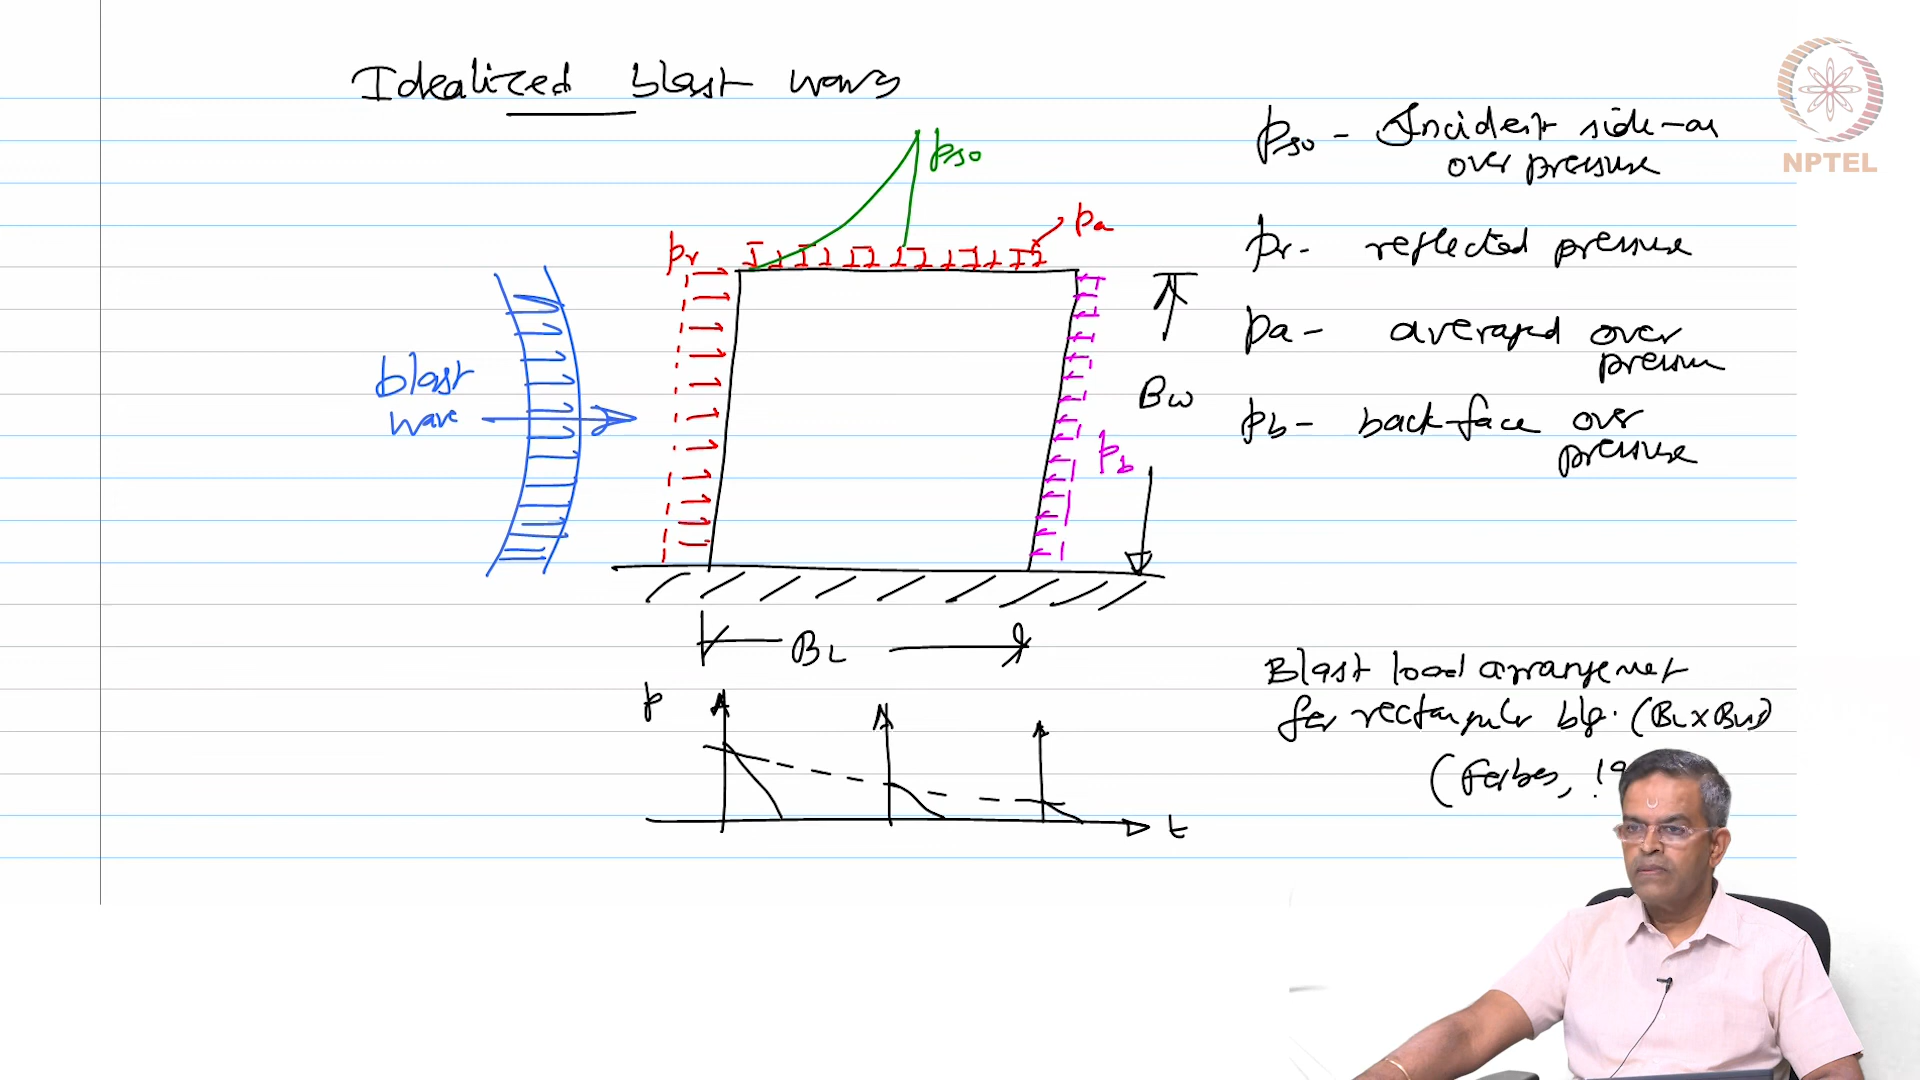 Idealized blast wave
pso
pso - Incident side-on
over pressure
NPTEL
pa
pr
pr - reflected pressure
pa - averaged over
pressure
blast
wave
Bw
pb - back-face over
pressure
pb
BL
Blast load arrangement
for rectangular bldg. (BL x Bw)
p
(Forbes, 19
t